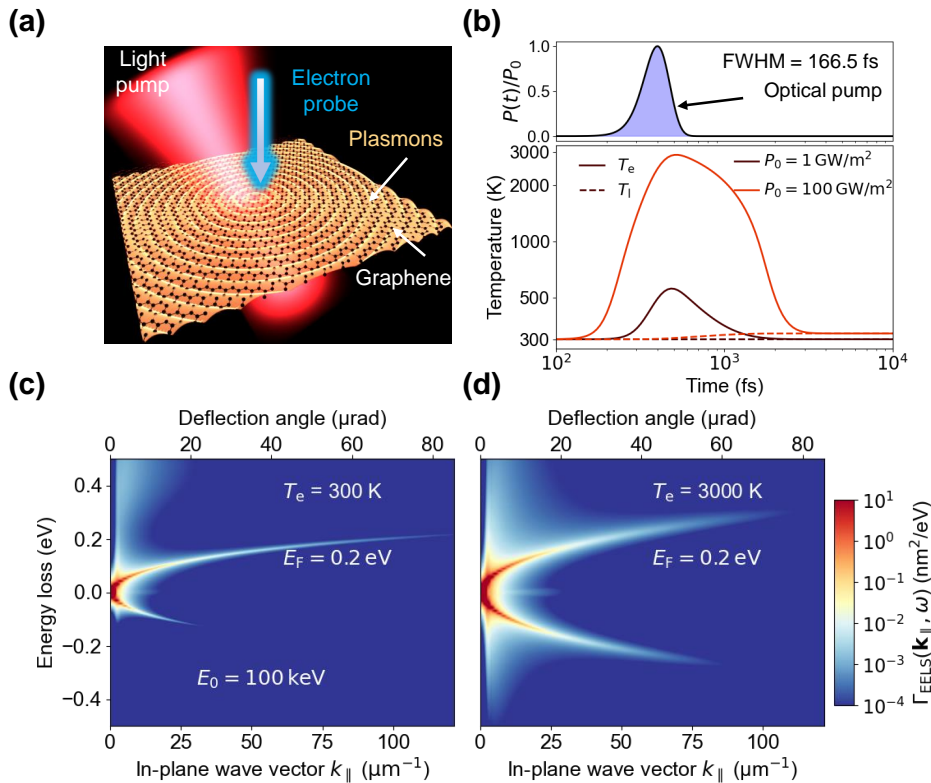 (a)
Light
pump
Electron
probe
Plasmons
Graphene
(b)
P(t)/P₀
1.0
0.5
0.0
FWHM = 166.5 fs
Optical pump
Temperature (K)
3000
2000
1000
500
300
Tₑ
Tₗ
P₀ = 1 GW/m²
P₀ = 100 GW/m²
10² 10³ 10⁴
Time (fs)
(c)
Deflection angle (μrad)
0 20 40 60 80
Energy loss (eV)
0.4
0.2
0.0
−0.2
−0.4
Tₑ = 300 K
E_F = 0.2 eV
E₀ = 100 keV
0 25 50 75 100
In-plane wave vector k∥ (μm⁻¹)
(d)
Deflection angle (μrad)
0 20 40 60 80
Tₑ = 3000 K
E_F = 0.2 eV
0 25 50 75 100
In-plane wave vector k∥ (μm⁻¹)
10¹
10⁰
10⁻¹
10⁻²
10⁻³
10⁻⁴
Γ_EELS(k∥, ω) (nm²/eV)